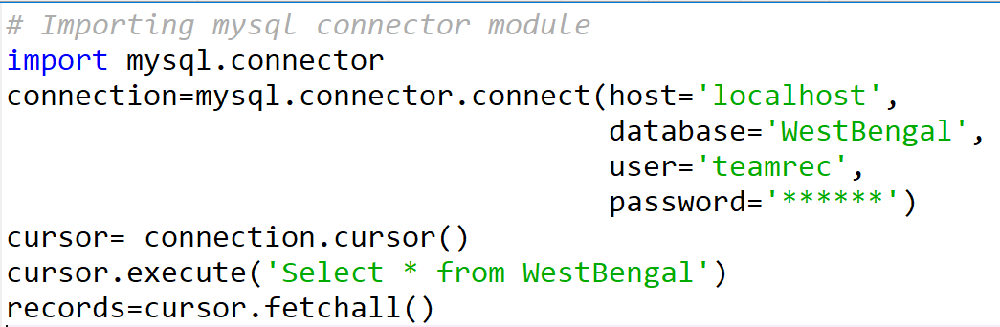 # Importing mysql connector module
import mysql.connector
connection=mysql.connector.connect(host='localhost',
                                   database='WestBengal',
                                   user='teamrec',
                                   password='******')
cursor= connection.cursor()
cursor.execute('Select * from WestBengal')
records=cursor.fetchall()